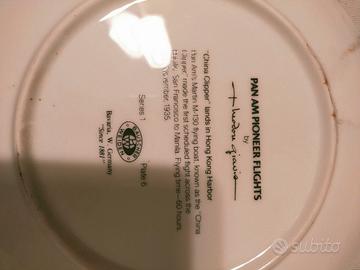 PAN AM PIONEER FLIGHTS
by
"China Clipper" lands in Hong Kong Harbor
Pan Am's Martin M-130 flying boat, known as the "China
Clipper" made the first scheduled flight across the
San Francisco to Manila. Flying time—60 hours.
1935
Series 1
Plate 6
Bavaria, W. Germany
"Since 1881"
subito